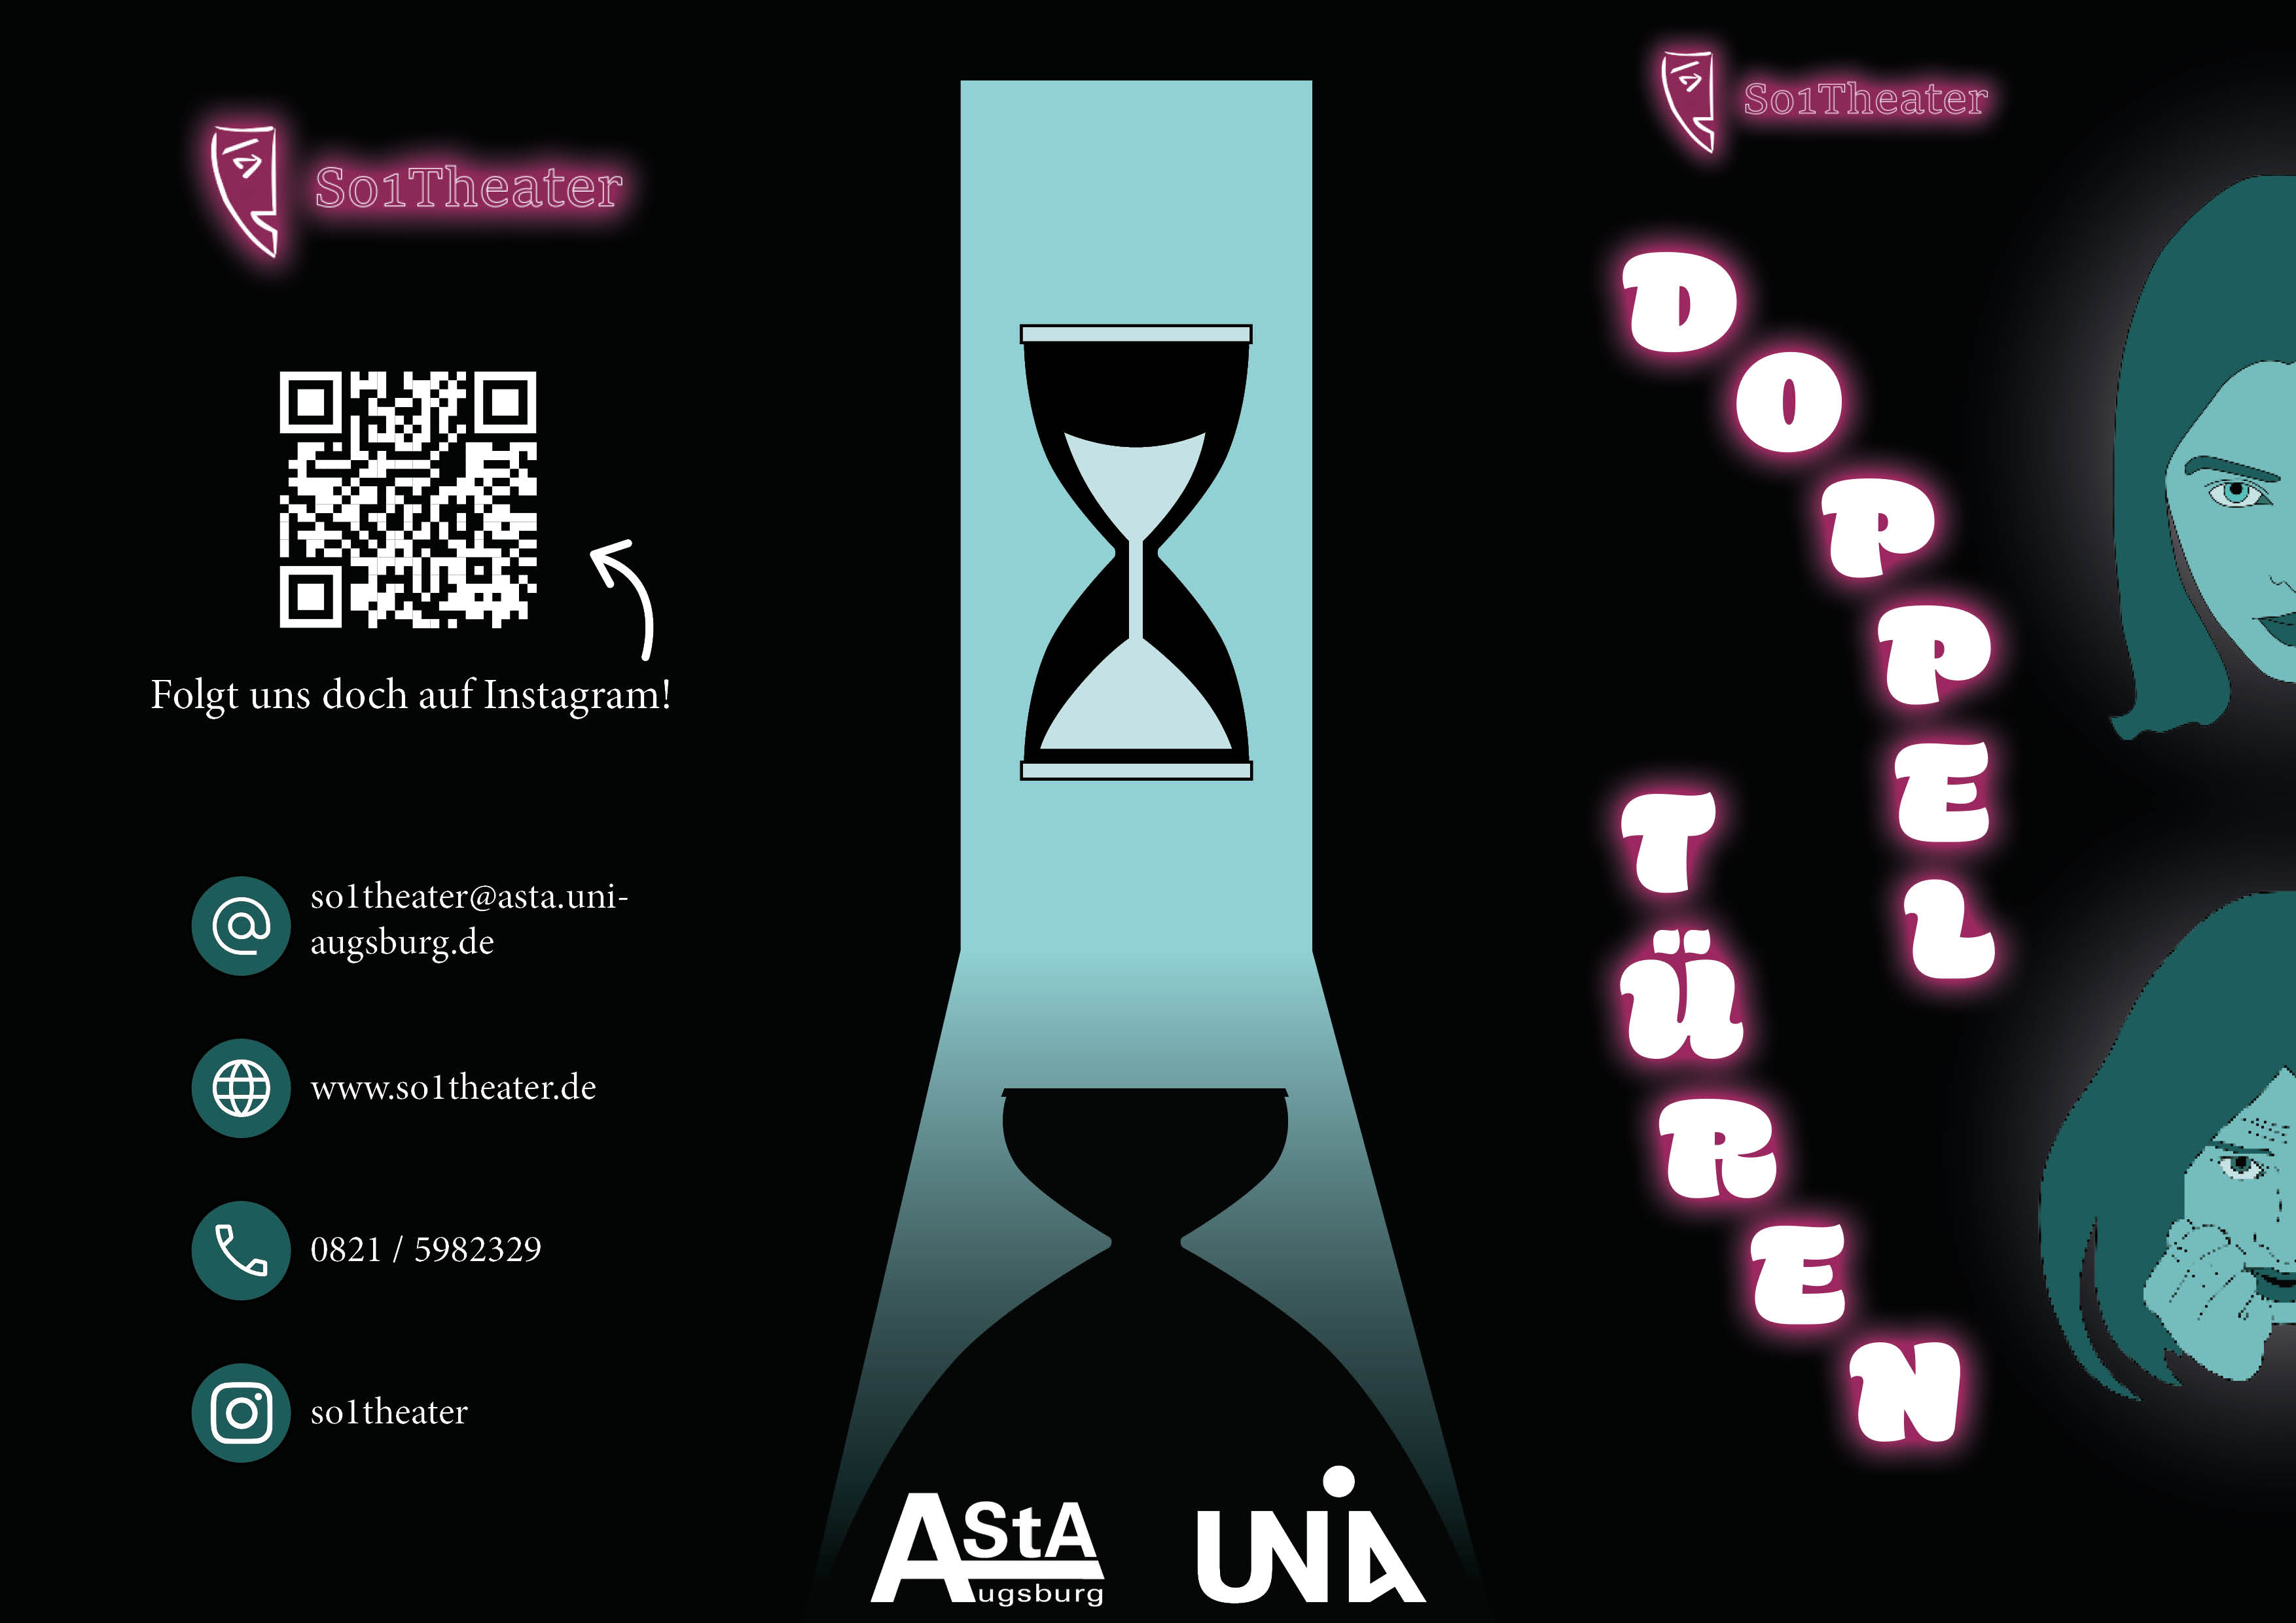 So1Theater
Folgt uns doch auf Instagram!
so1theater@asta.uni-
augsburg.de
www.so1theater.de
0821 / 5982329
so1theater
AStA
Augsburg
UNIA
So1Theater
DOPPEL
TÜREN